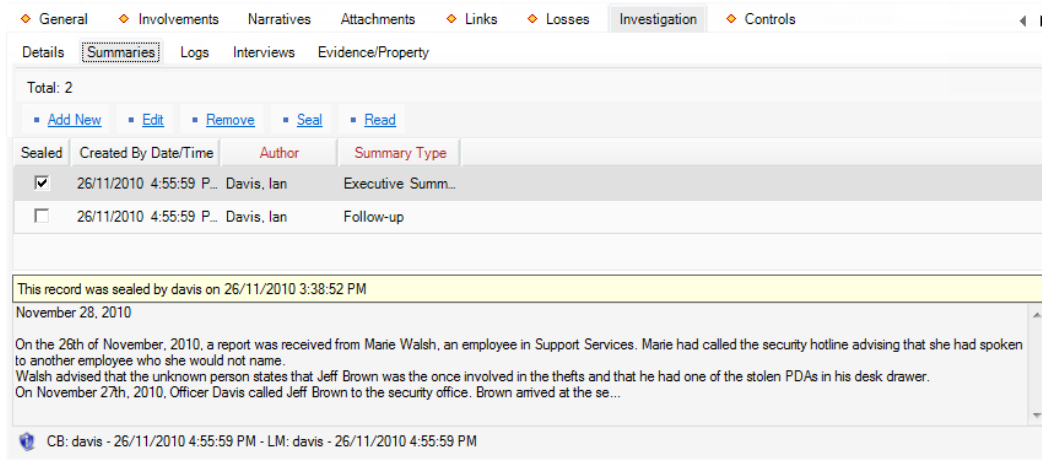 General Involvements Narratives Attachments Links Losses Investigation Controls
Details Summaries Logs Interviews Evidence/Property
Total: 2
Add New Edit Remove Seal Read
Sealed Created By Date/Time Author Summary Type
26/11/2010 4:55:59 P... Davis, Ian Executive Summ...
26/11/2010 4:55:59 P... Davis, Ian Follow-up
This record was sealed by davis on 26/11/2010 3:38:52 PM
November 28, 2010
On the 26th of November, 2010, a report was received from Marie Walsh, an employee in Support Services. Marie had called the security hotline advising that she had spoken
to another employee who she would not name.
Walsh advised that the unknown person states that Jeff Brown was the once involved in the thefts and that he had one of the stolen PDAs in his desk drawer.
On November 27th, 2010, Officer Davis called Jeff Brown to the security office. Brown arrived at the se...
CB: davis - 26/11/2010 4:55:59 PM - LM: davis - 26/11/2010 4:55:59 PM